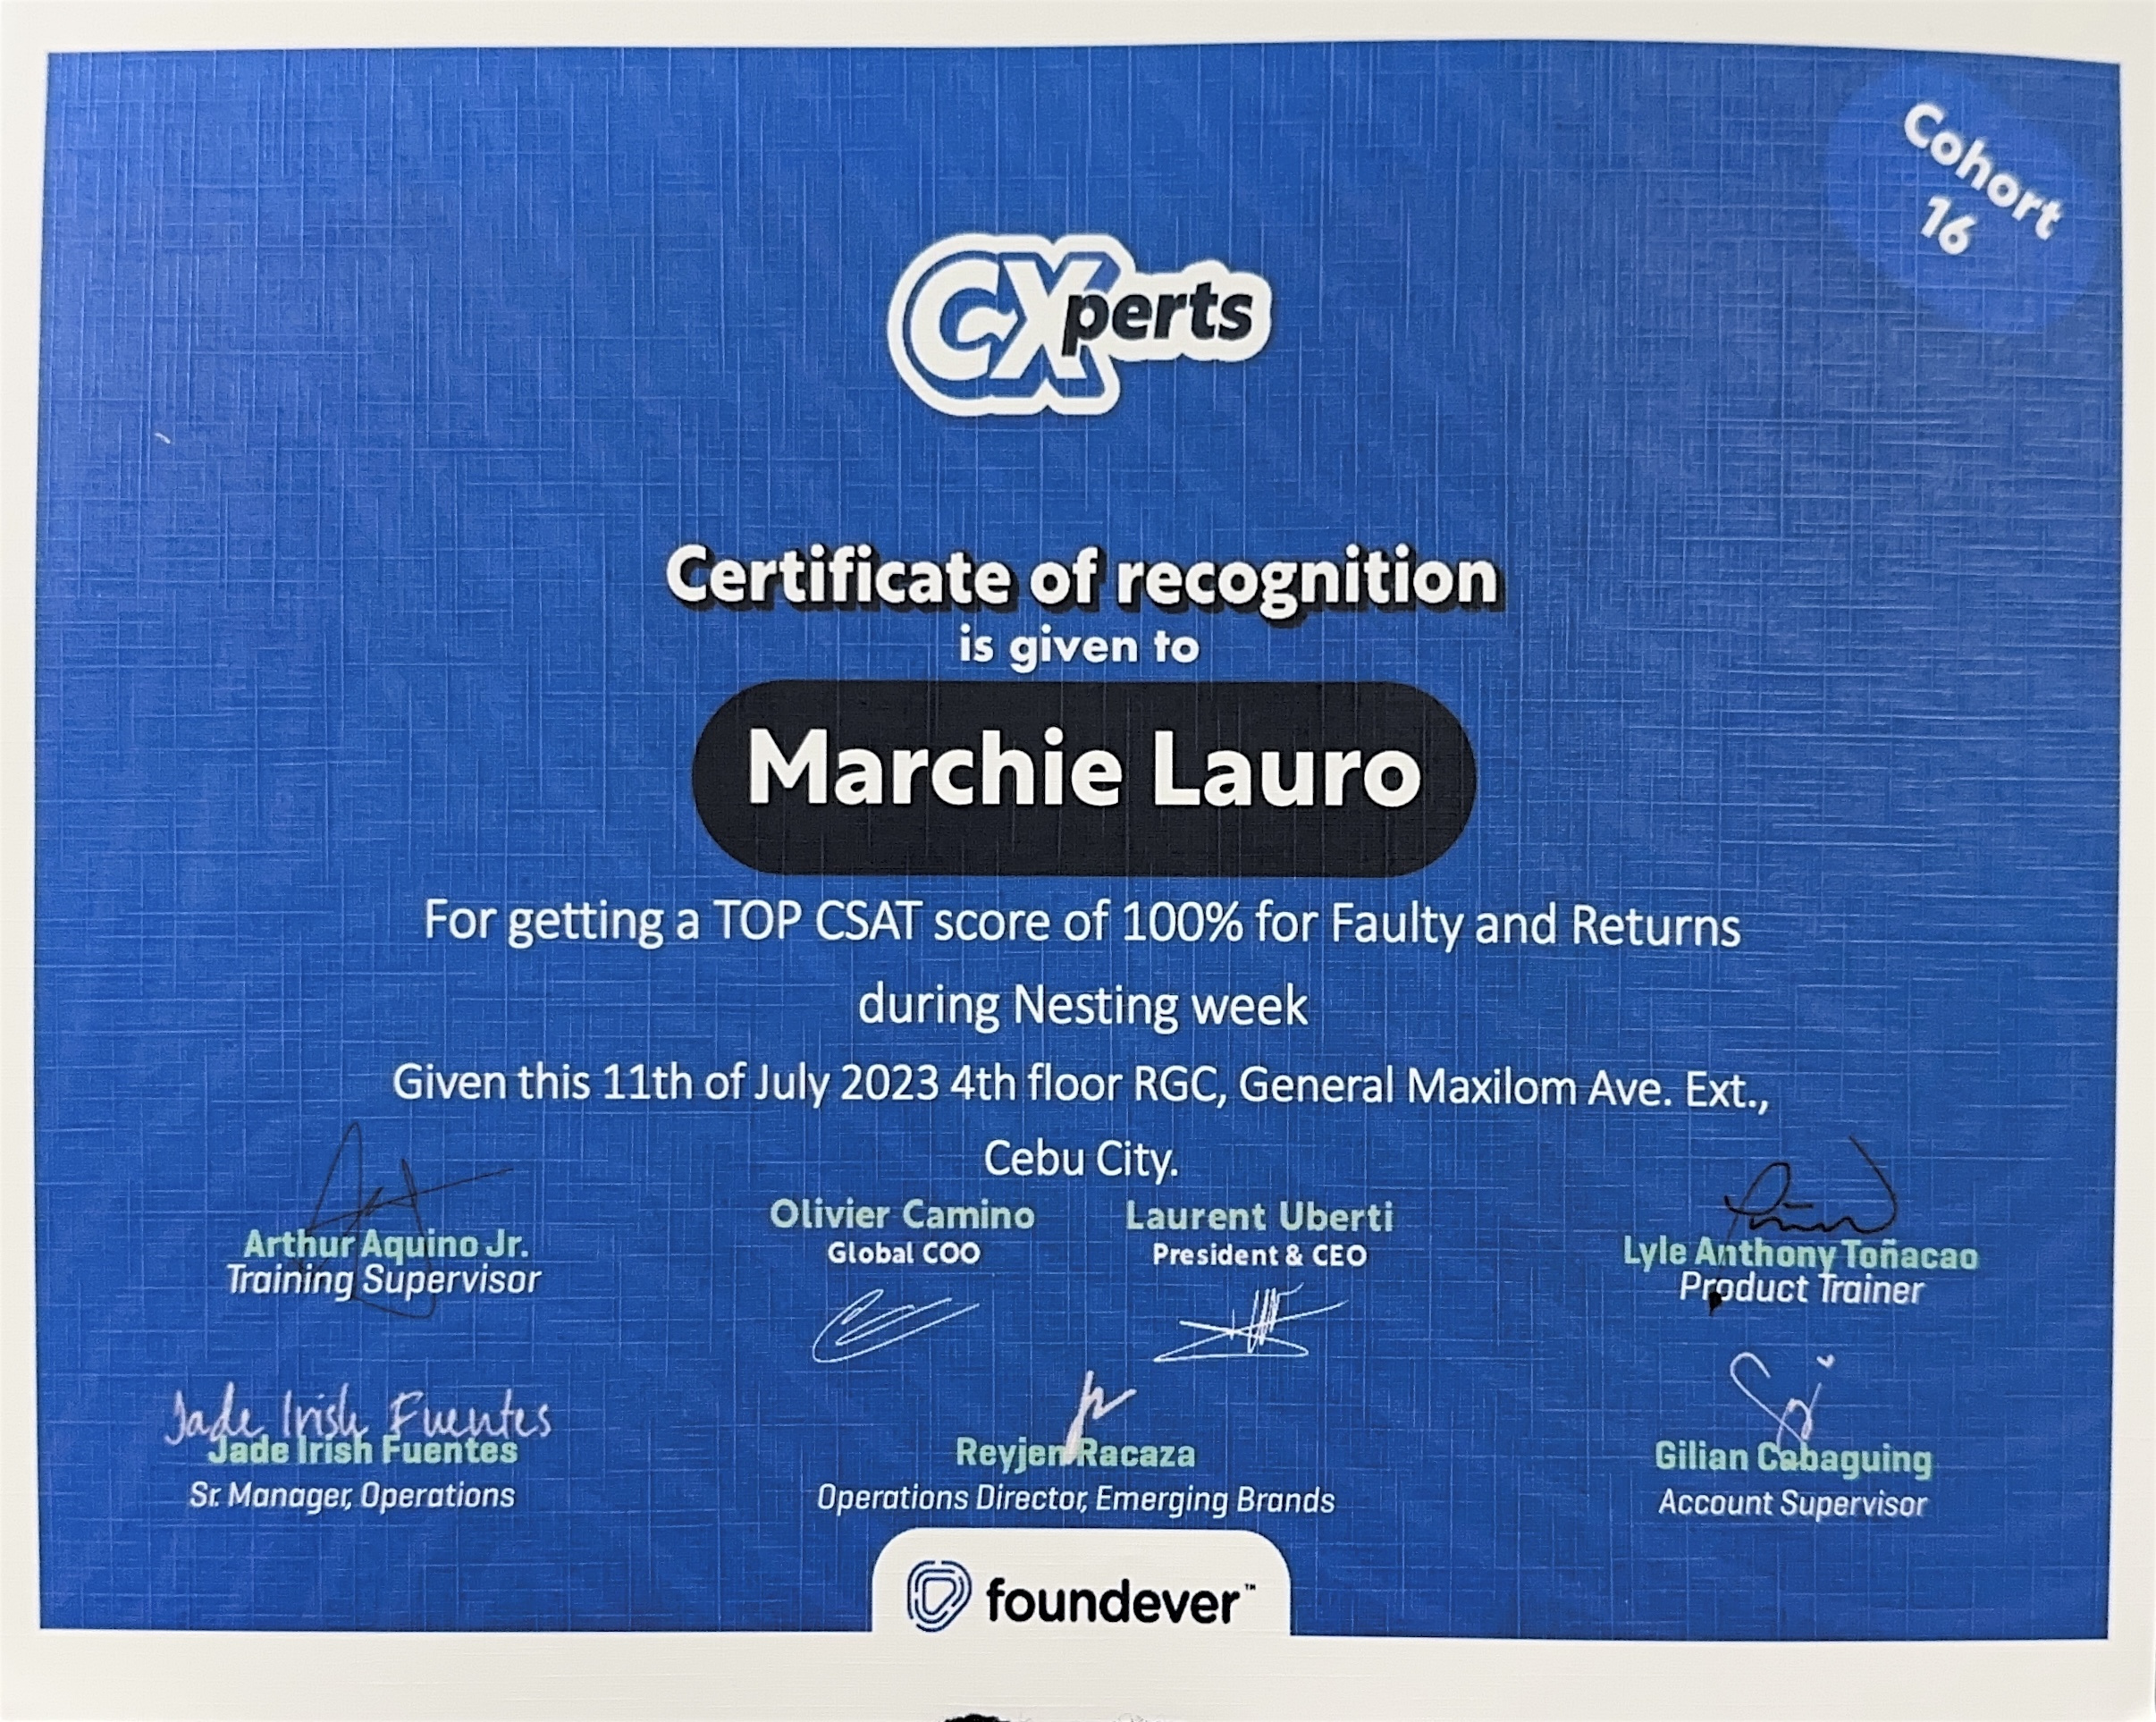 Cohort
16
CXperts
Certificate of recognition
is given to
Marchie Lauro
For getting a TOP CSAT score of 100% for Faulty and Returns
during Nesting week
Given this 11th of July 2023 4th floor RGC, General Maxilom Ave. Ext.,
Cebu City.
Arthur Aquino Jr.
Training Supervisor
Olivier Camino
Global COO
Laurent Uberti
President & CEO
Lyle Anthony Toñacao
Product Trainer
Jade Irish Fuentes
Jade Irish Fuentes
Sr. Manager, Operations
Reyjen Racaza
Operations Director, Emerging Brands
Gilian Cabaguing
Account Supervisor
foundever™